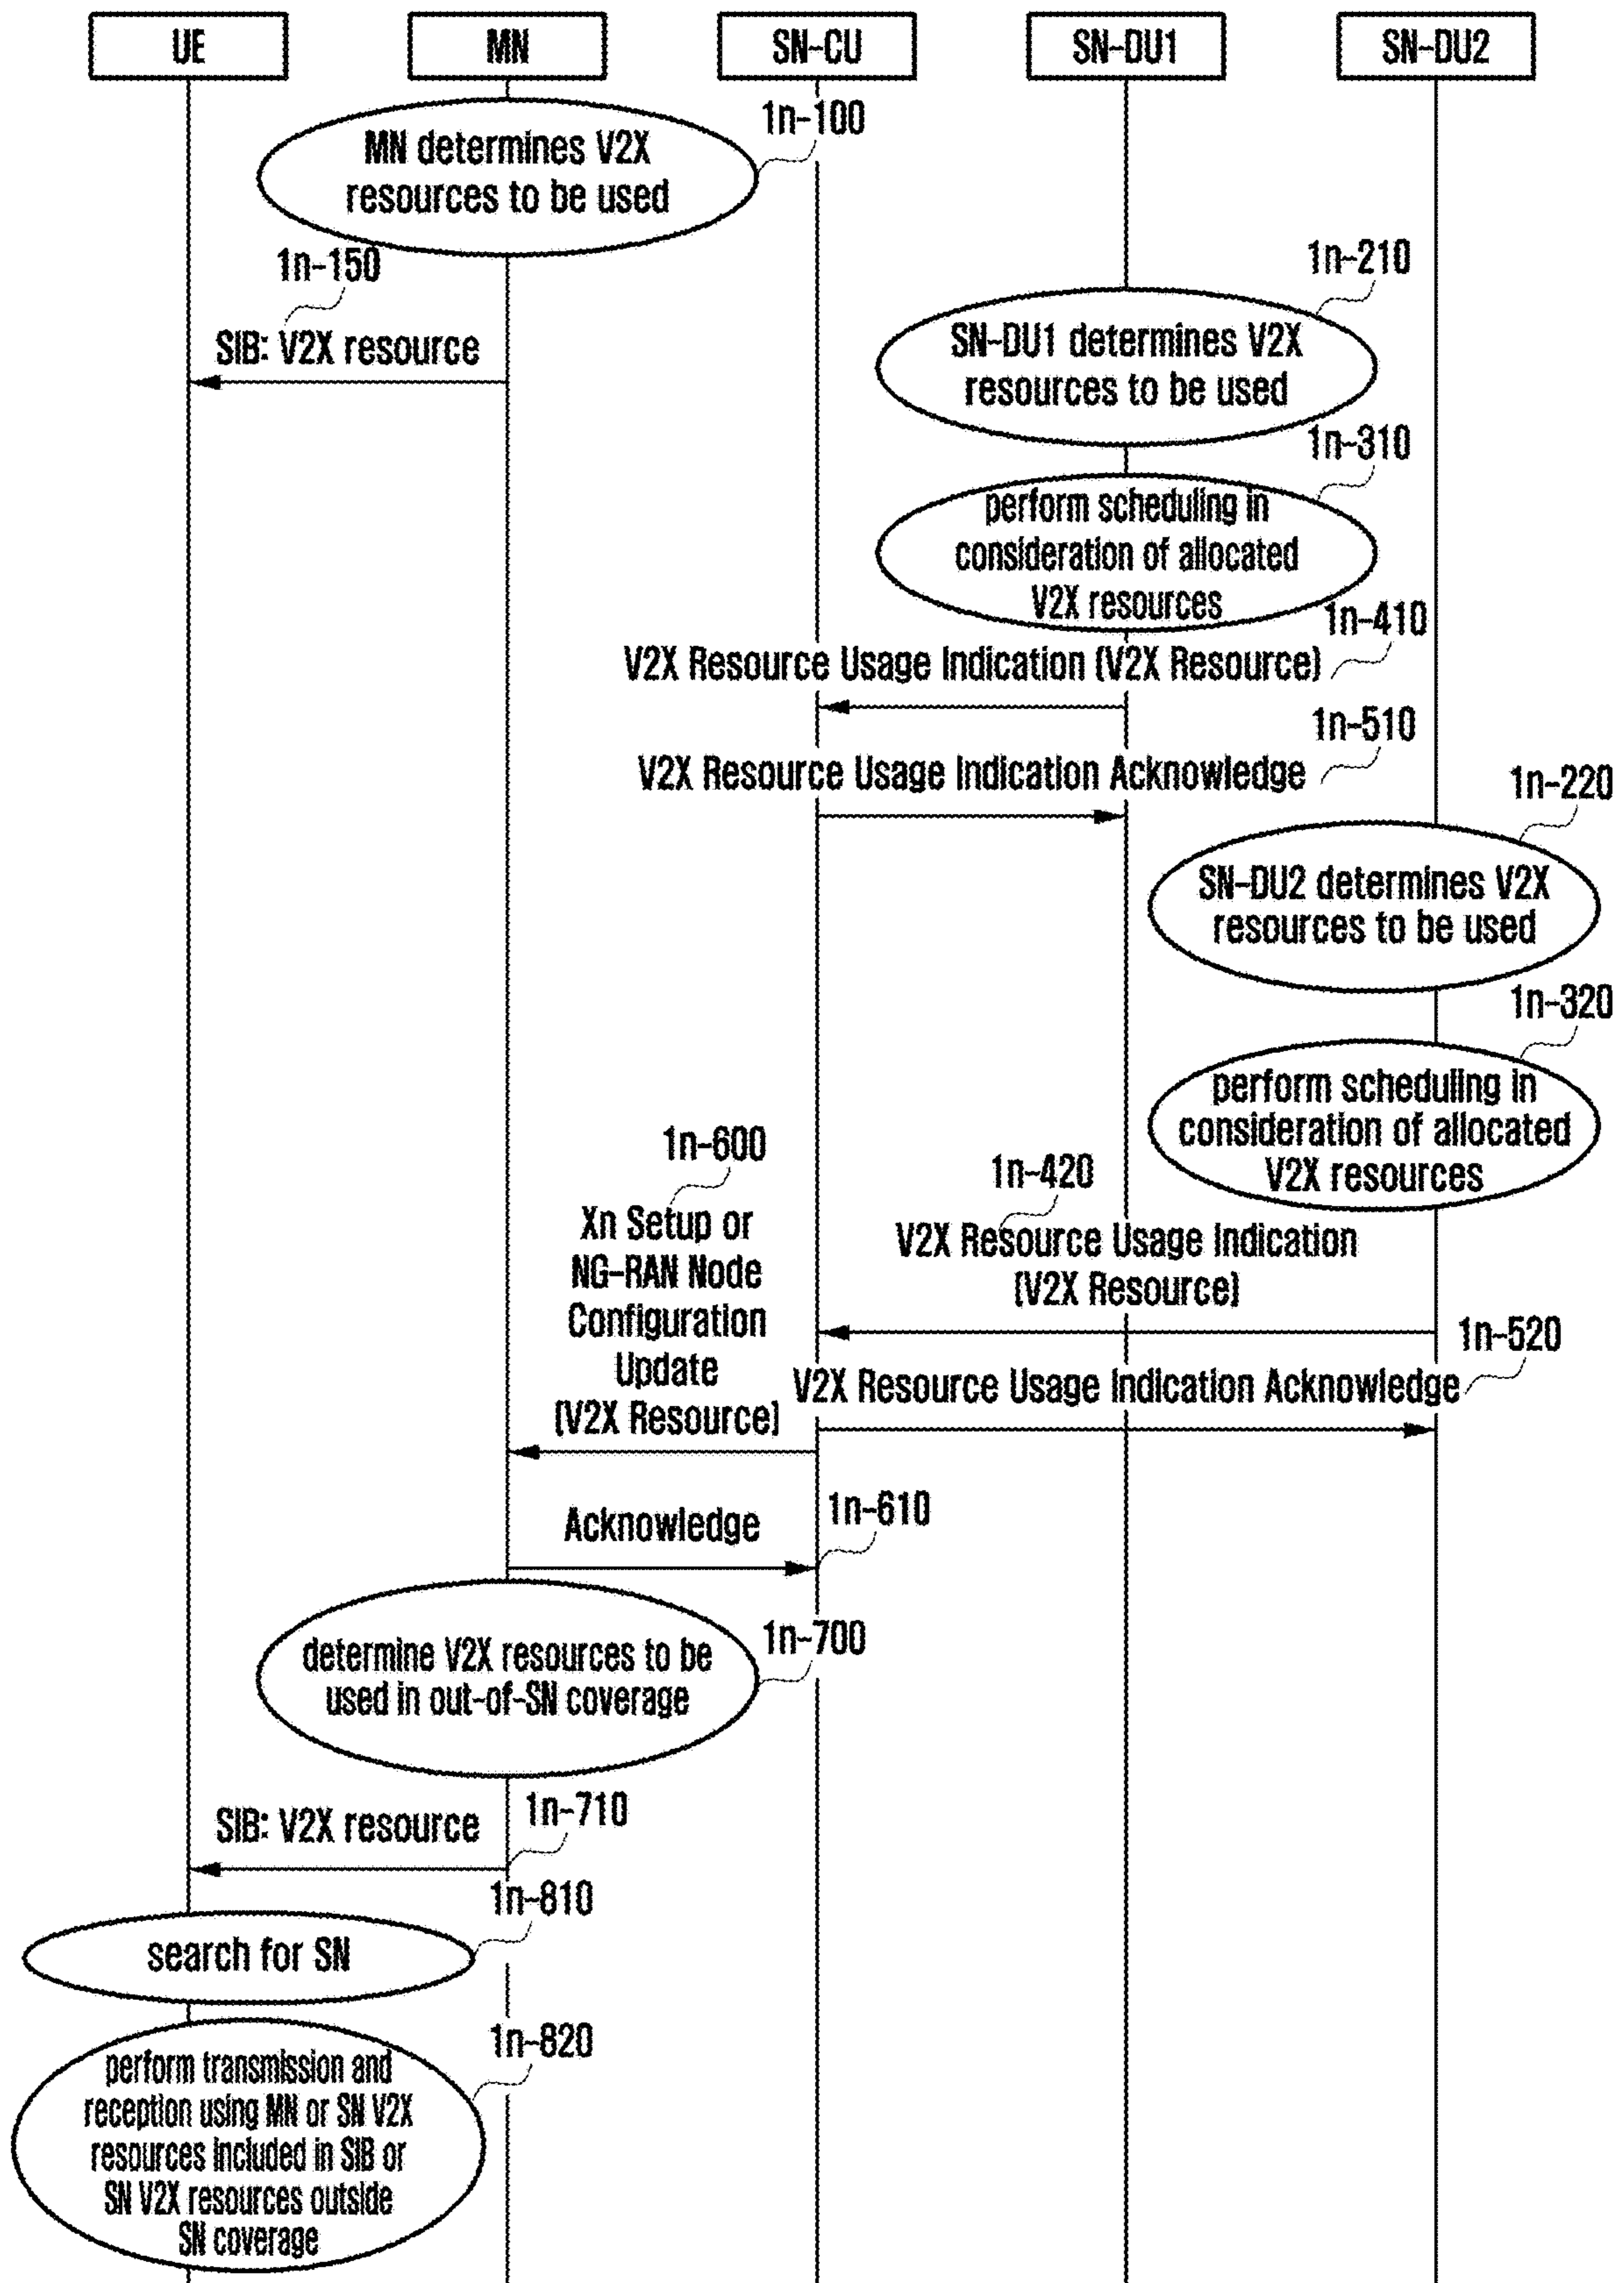 UE
MN
SN-CU
SN-DU1
SN-DU2
1n-100
MN determines V2X
resources to be used
1n-150
SIB: V2X resource
1n-210
SN-DU1 determines V2X
resources to be used
1n-310
perform scheduling in
consideration of allocated
V2X resources
1n-410
V2X Resource Usage Indication (V2X Resource)
1n-510
V2X Resource Usage Indication Acknowledge
1n-220
SN-DU2 determines V2X
resources to be used
1n-320
perform scheduling in
consideration of allocated
V2X resources
1n-600
Xn Setup or
NG-RAN Node
Configuration
Update
(V2X Resource)
1n-420
V2X Resource Usage Indication
(V2X Resource)
1n-520
V2X Resource Usage Indication Acknowledge
1n-610
Acknowledge
1n-700
determine V2X resources to be
used in out-of-SN coverage
1n-710
SIB: V2X resource
1n-810
search for SN
1n-820
perform transmission and
reception using MN or SN V2X
resources included in SIB or
SN V2X resources outside
SN coverage